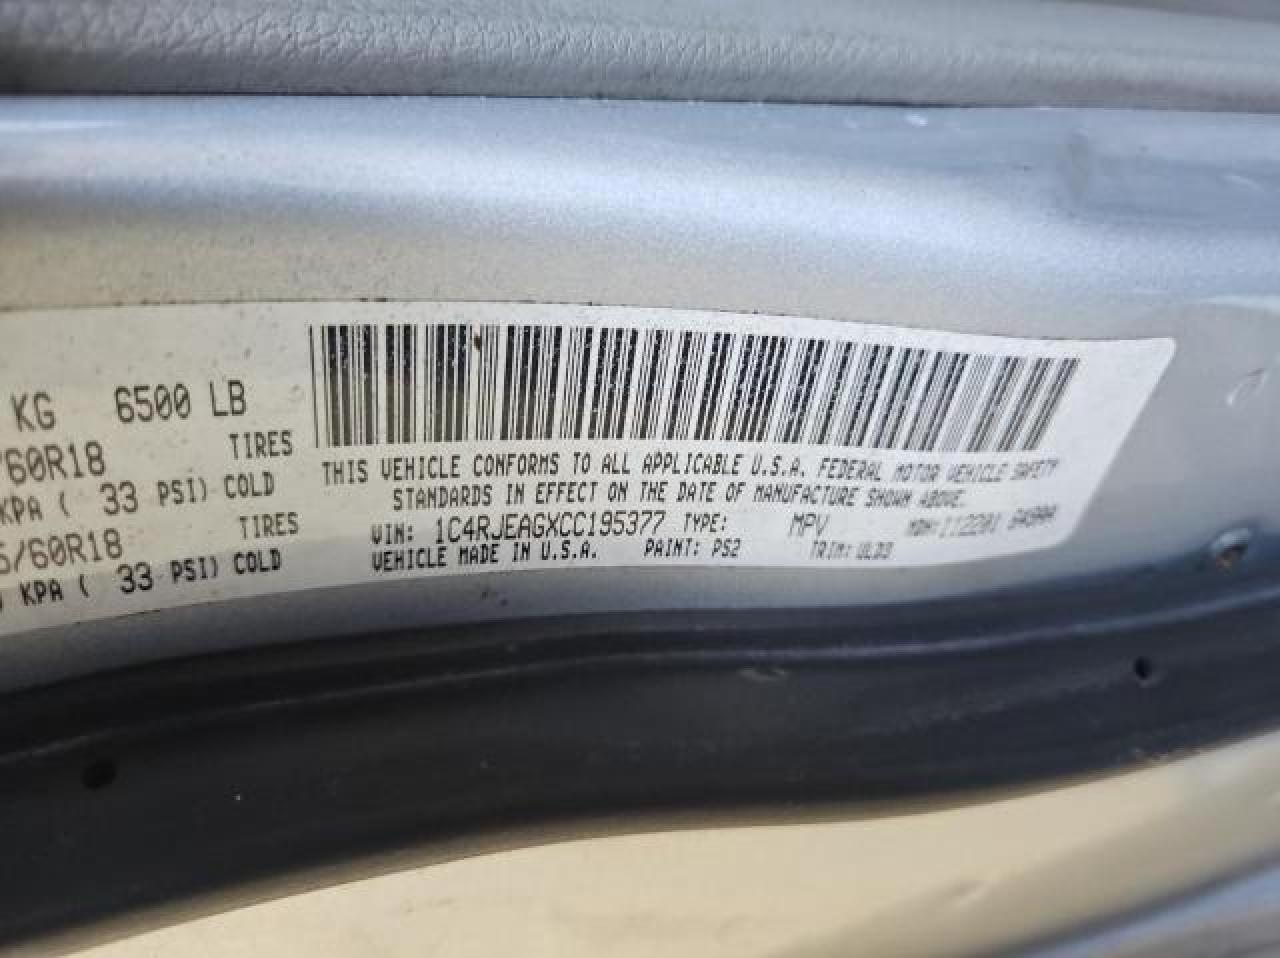 KG 6500 LB
/60R18 TIRES
KPA ( 33 PSI) COLD
5/60R18 TIRES
KPA ( 33 PSI) COLD
THIS VEHICLE CONFORMS TO ALL APPLICABLE U.S.A. FEDERAL MOTOR VEHICLE SAFETY
STANDARDS IN EFFECT ON THE DATE OF MANUFACTURE SHOWN ABOVE.
VIN: 1C4RJEAGXCC195377 TYPE: MPV
VEHICLE MADE IN U.S.A. PAINT: PS2 TRIM: